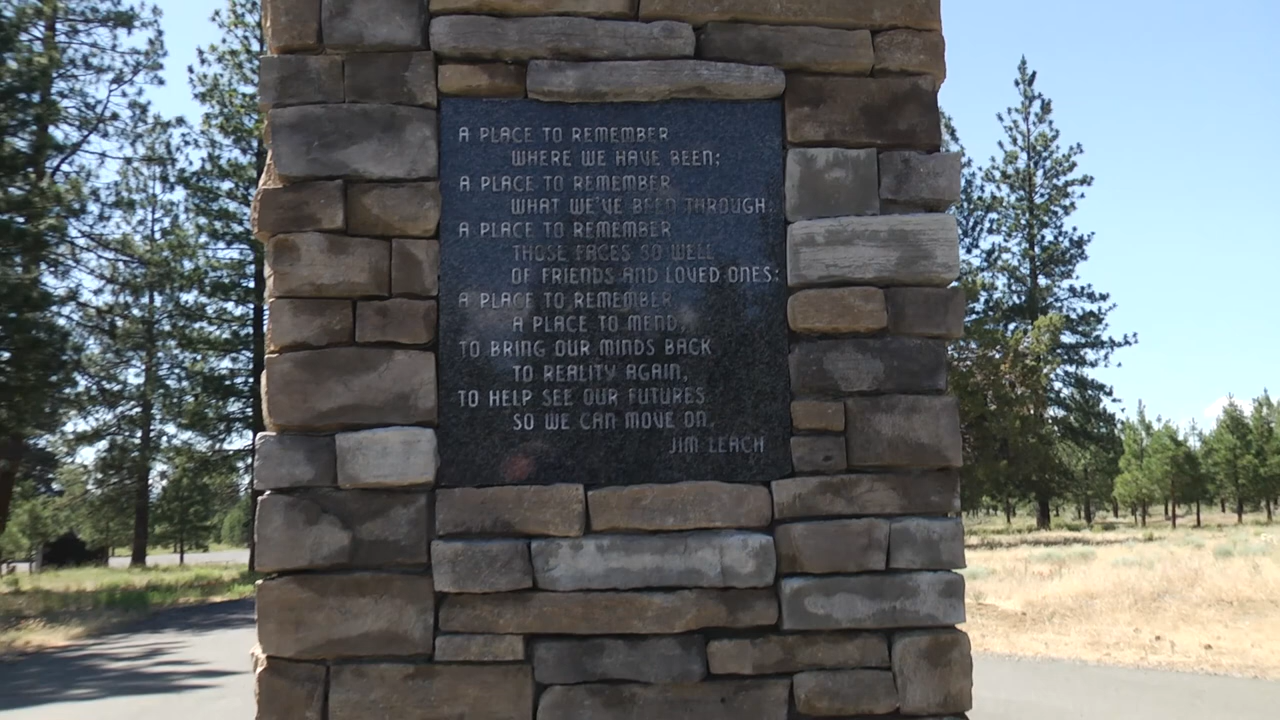 A PLACE TO REMEMBER
WHERE WE HAVE BEEN;
A PLACE TO REMEMBER
WHAT WE'VE BEEN THROUGH.
A PLACE TO REMEMBER
THOSE FACES SO WELL
OF FRIENDS AND LOVED ONES;
A PLACE TO REMEMBER
A PLACE TO MEND,
TO BRING OUR MINDS BACK
TO REALITY AGAIN,
TO HELP SEE OUR FUTURES
SO WE CAN MOVE ON.
JIM LEACH